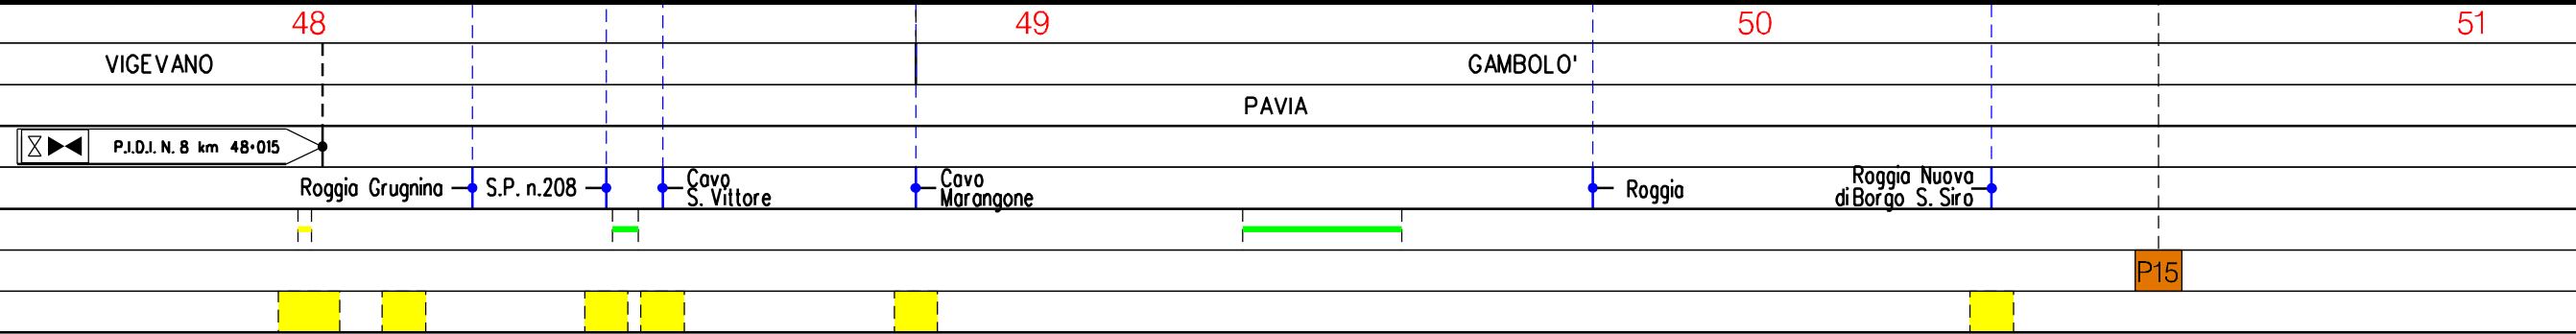 48 49 50 51
VIGEVANO GAMBOLO'
PAVIA
P.I.D.I. N. 8 km 48+015
Roggia Grugnina S.P. n.208 Cavo
S. Vittore
Cavo
Marangone
Roggia
Roggia Nuova
di Borgo S. Siro
P15